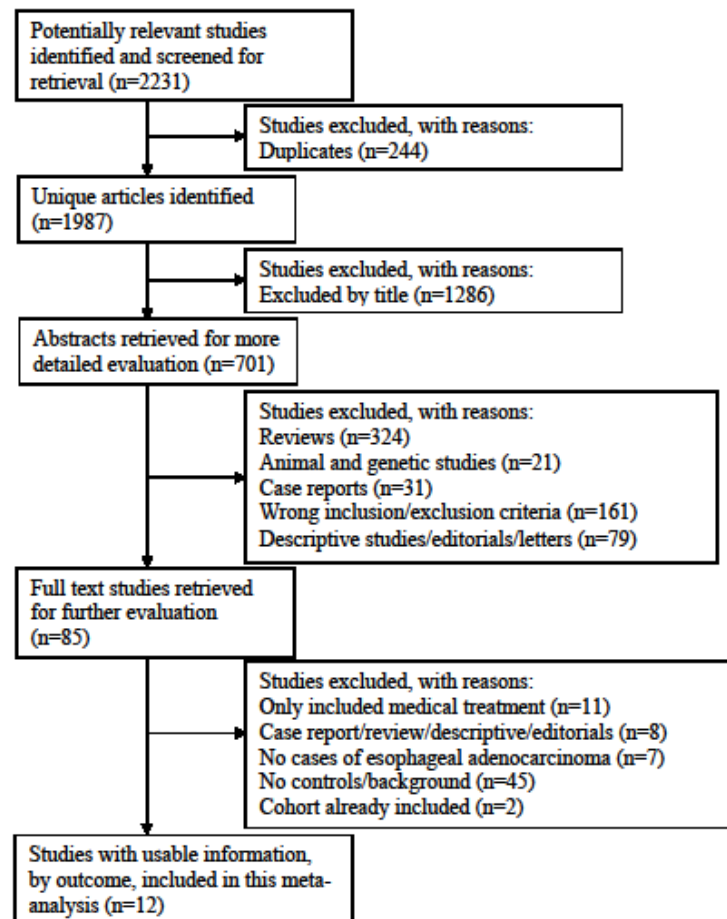 Potentially relevant studies
identified and screened for
retrieval (n=2231)
Studies excluded, with reasons:
Duplicates (n=244)
Unique articles identified
(n=1987)
Studies excluded, with reasons:
Excluded by title (n=1286)
Abstracts retrieved for more
detailed evaluation (n=701)
Studies excluded, with reasons:
Reviews (n=324)
Animal and genetic studies (n=21)
Case reports (n=31)
Wrong inclusion/exclusion criteria (n=161)
Descriptive studies/editorials/letters (n=79)
Full text studies retrieved
for further evaluation
(n=85)
Studies excluded, with reasons:
Only included medical treatment (n=11)
Case report/review/descriptive/editorials (n=8)
No cases of esophageal adenocarcinoma (n=7)
No controls/background (n=45)
Cohort already included (n=2)
Studies with usable information,
by outcome, included in this meta-
analysis (n=12)